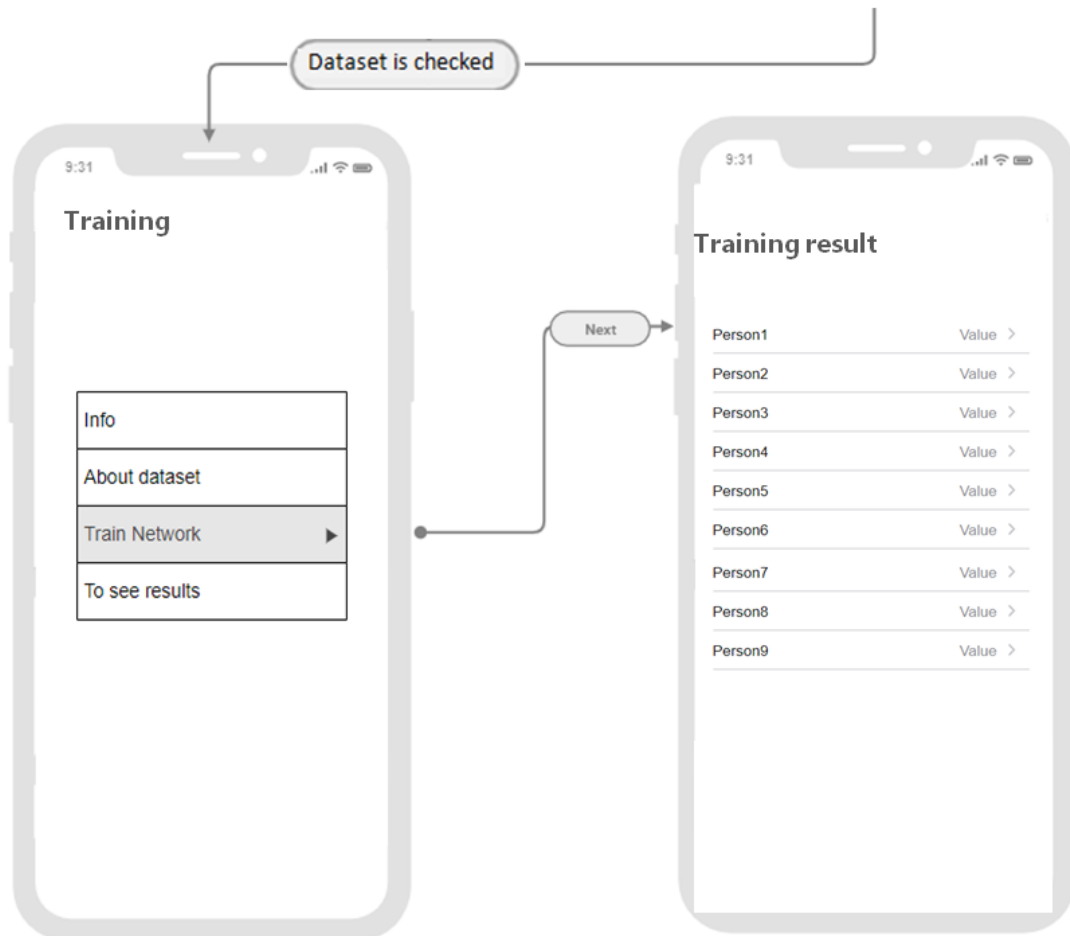 Dataset is checked
9:31
Training
Info
About dataset
Train Network
To see results
Next
9:31
Training result
Person1 Value
Person2 Value
Person3 Value
Person4 Value
Person5 Value
Person6 Value
Person7 Value
Person8 Value
Person9 Value